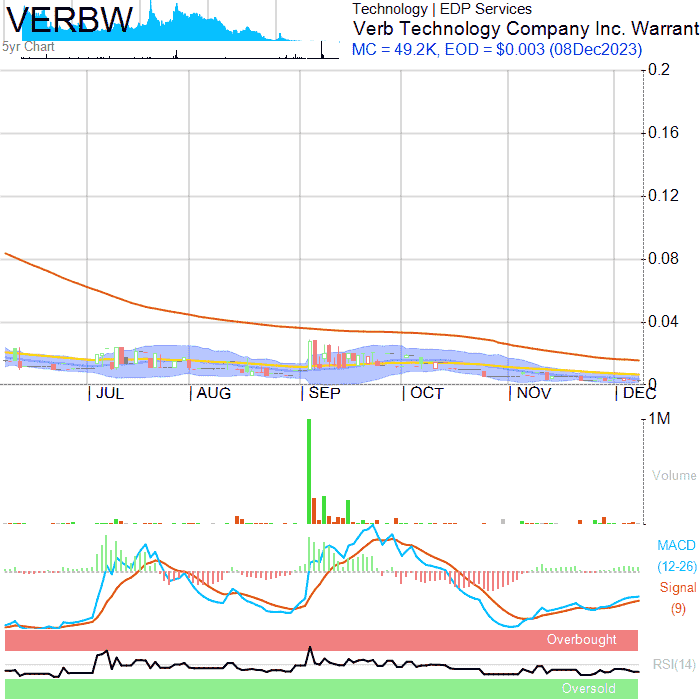 VERBW
Technology | EDP Services
Verb Technology Company Inc. Warrant
5yr Chart
MC = 49.2K, EOD = $0.003 (08Dec2023)
0.2
0.16
0.12
0.08
0.04
0
JUL AUG SEP OCT NOV DEC
1M
Volume
MACD
(12-26)
Signal
(9)
Overbought
RSI(14)
Oversold